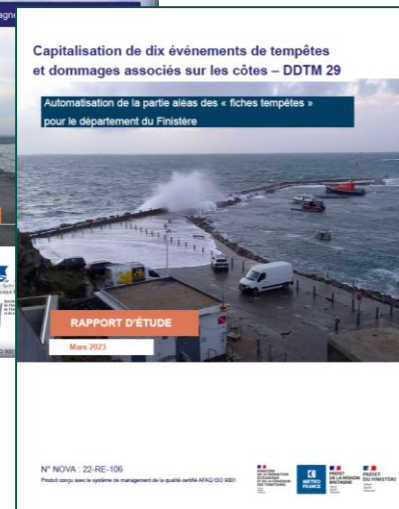 agne
Capitalisation de dix événements de tempêtes
et dommages associés sur les côtes – DDTM 29
Automatisation de la partie aléas des « fiches tempêtes »
pour le département du Finistère
RAPPORT D'ÉTUDE
Mars 2023
N° NOVA : 22-RE-106
Produit conçu avec le système de management de la qualité certifié AFAQ ISO 9001
METEO
FRANCE
PRÉFET
DE LA RÉGION
BRETAGNE
PRÉFET
DU FINISTÈRE